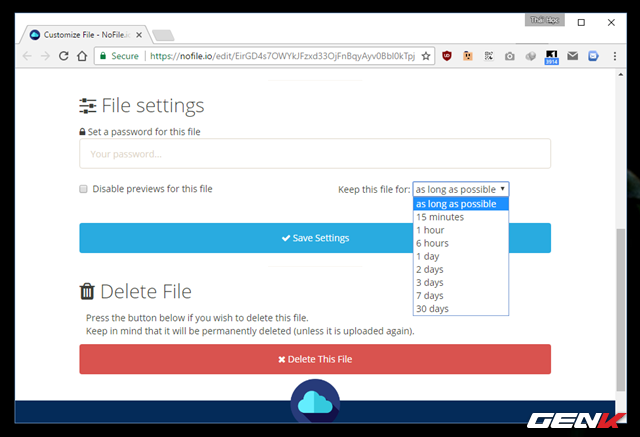 Thai Hoc
Customize File - NoFile.io
Secure
https://nofile.io/edit/EirGD4s7OWYkJFzxd33OjFnBqyAyv0Bbl0kTpj
3914
File settings
Set a password for this file
Your password...
Disable previews for this file
Keep this file for: as long as possible
as long as possible
15 minutes
1 hour
6 hours
1 day
2 days
3 days
7 days
30 days
Save Settings
Delete File
Press the button below if you wish to delete this file.
Keep in mind that it will be permanently deleted (unless it is uploaded again).
Delete This File
GENK